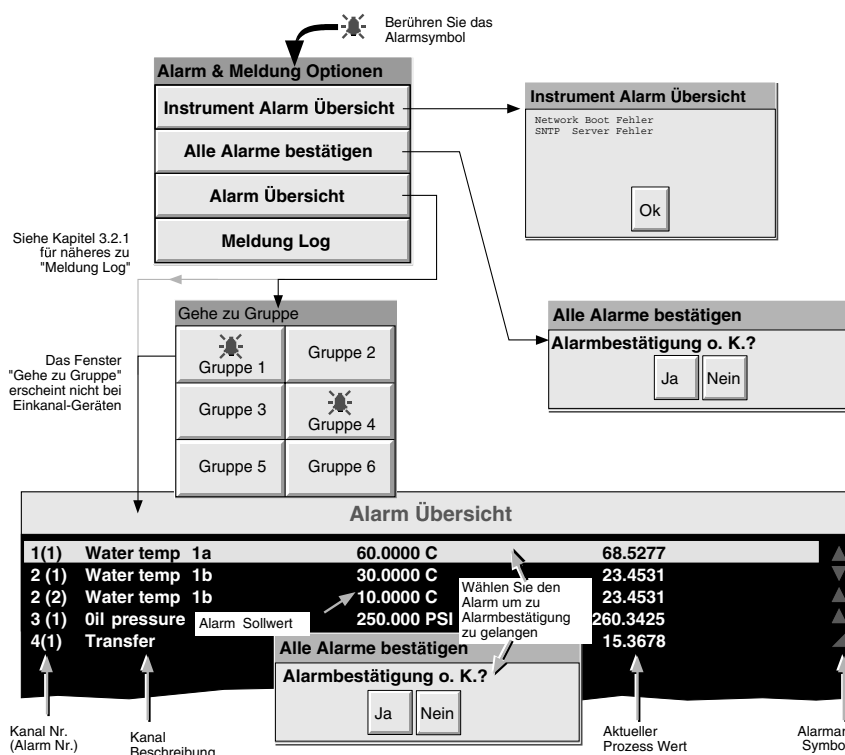 Berühren Sie das
Alarmsymbol
Alarm & Meldung Optionen
Instrument Alarm Übersicht
Alle Alarme bestätigen
Alarm Übersicht
Meldung Log
Instrument Alarm Übersicht
Network Boot Fehler
SNTP Server Fehler
Ok
Siehe Kapitel 3.2.1
für näheres zu
"Meldung Log"
Gehe zu Gruppe
Gruppe 1
Gruppe 2
Gruppe 3
Gruppe 4
Gruppe 5
Gruppe 6
Das Fenster
"Gehe zu Gruppe"
erscheint nicht bei
Einkanal-Geräten
Alle Alarme bestätigen
Alarmbestätigung o. K.?
Ja Nein
Alarm Übersicht
1(1) Water temp 1a 60.0000 C 68.5277
2 (1) Water temp 1b 30.0000 C 23.4531
2 (2) Water temp 1b 10.0000 C 23.4531
3 (1) 0il pressure 250.000 PSI 260.3425
4(1) Transfer 15.3678
Alarm Sollwert
Wählen Sie den
Alarm um zu
Alarmbestätigung
zu gelangen
Alle Alarme bestätigen
Alarmbestätigung o. K.?
Ja Nein
Kanal Nr.
(Alarm Nr.)
Kanal
Beschreibung
Aktueller
Prozess Wert